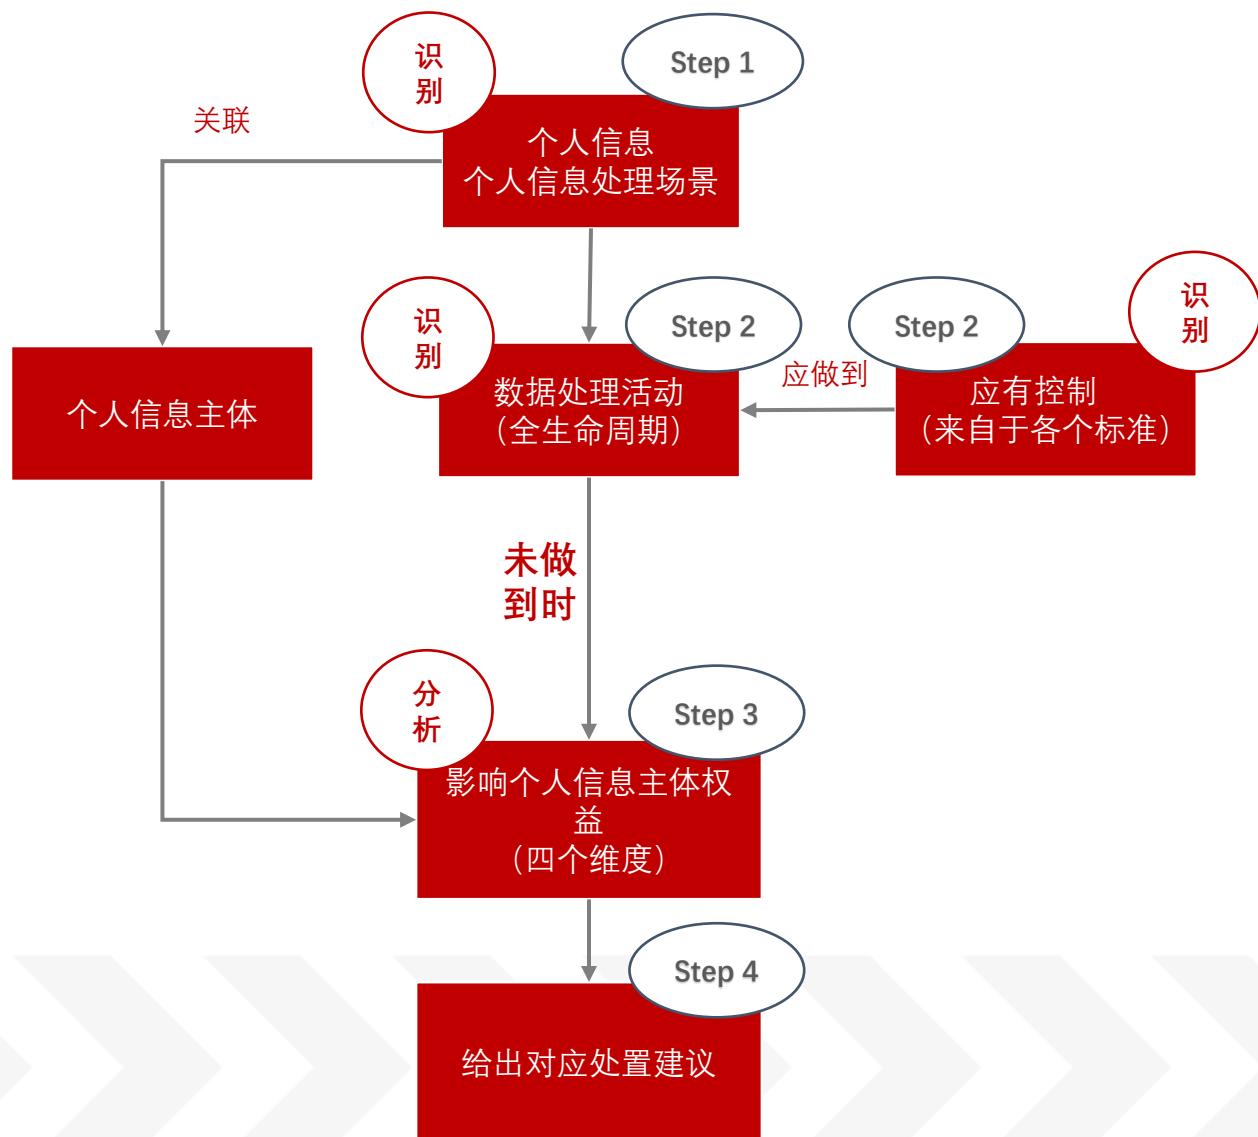 识
别
Step 1
关联
个人信息
个人信息处理场景
识
别
Step 2
Step 2
识
别
个人信息主体
数据处理活动
（全生命周期）
应做到
应有控制
（来自于各个标准）
未做
到时
分
析
Step 3
影响个人信息主体权
益
（四个维度）
Step 4
给出对应处置建议